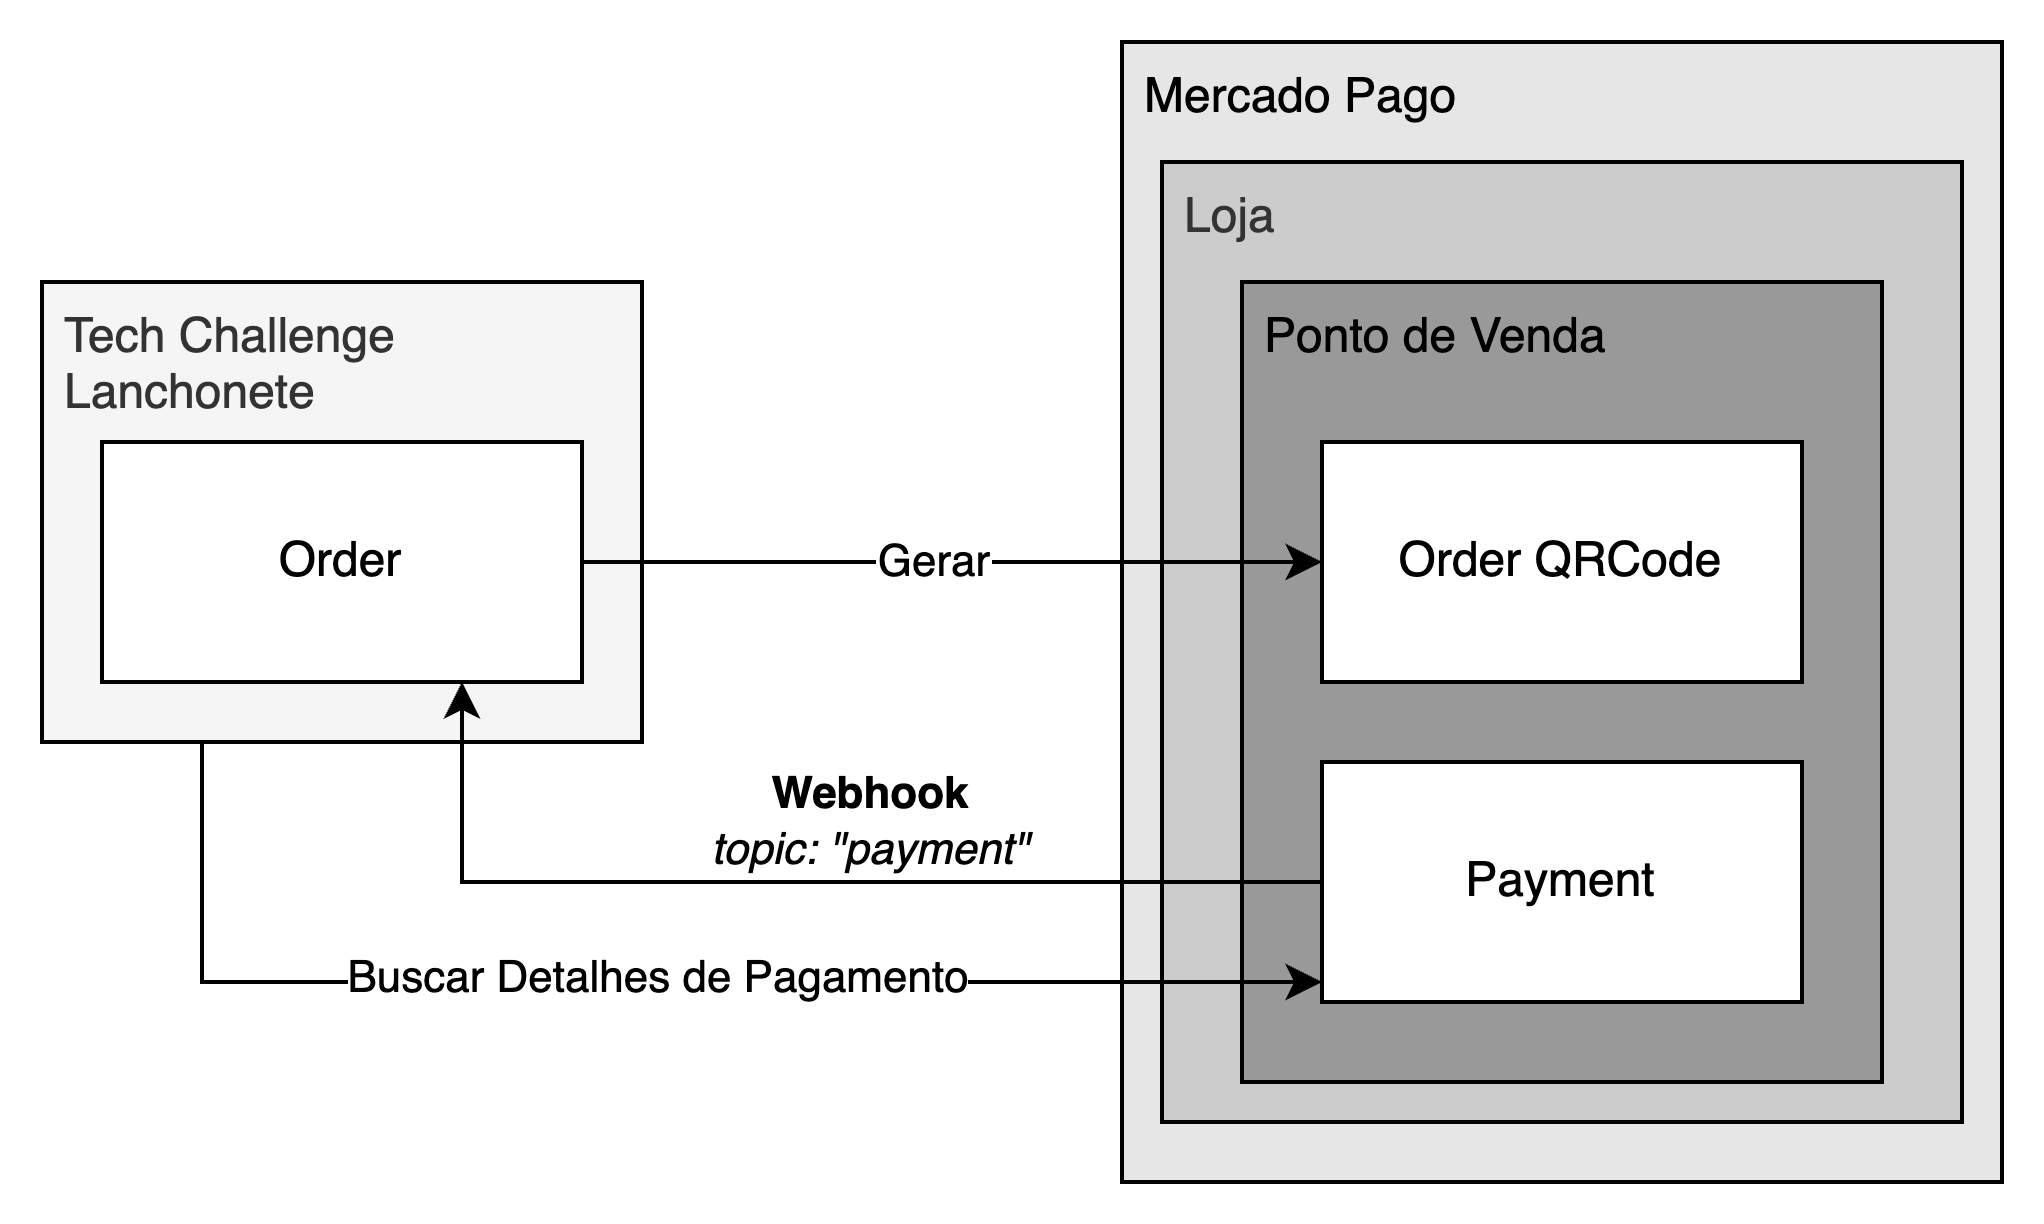 Mercado Pago
Loja
Tech Challenge
Lanchonete
Ponto de Venda
Order
Gerar
Order QRCode
Webhook
topic: "payment"
Payment
Buscar Detalhes de Pagamento